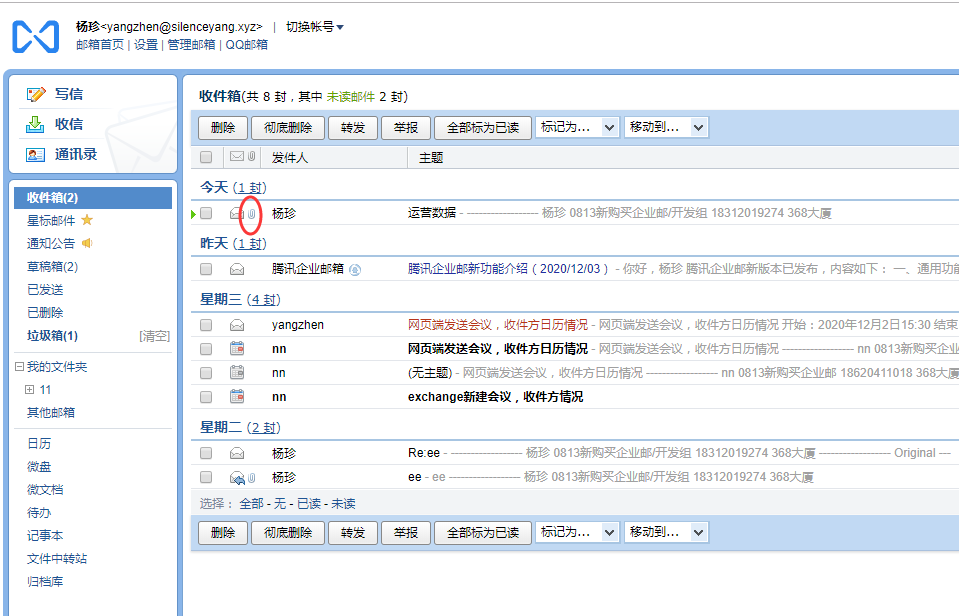 杨珍<yangzhen@silenceyang.xyz> | 切换帐号
邮箱首页 | 设置 | 管理邮箱 | QQ邮箱
写信
收信
通讯录
收件箱(2)
星标邮件
通知公告
草稿箱(2)
已发送
已删除
垃圾箱(1) [清空]
我的文件夹
11
其他邮箱
日历
微盘
微文档
待办
记事本
文件中转站
归档库
收件箱(共 8 封，其中 未读邮件 2 封)
删除 彻底删除 转发 举报 全部标为已读 标记为... 移动到...
发件人 主题
今天 (1 封)
杨珍 运营数据 - ------------------ 杨珍 0813新购买企业邮/开发组 18312019274 368大厦
昨天 (1 封)
腾讯企业邮箱 腾讯企业邮新功能介绍（2020/12/03） - 你好，杨珍 腾讯企业邮新版本已发布，内容如下： 一、通用功能
星期三 (4 封)
yangzhen 网页端发送会议，收件方日历情况 - 网页端发送会议，收件方日历情况 开始：2020年12月2日15:30 结束
nn 网页端发送会议，收件方日历情况 - 网页端发送会议，收件方日历情况 ------------------ nn 0813新购买企业
nn (无主题) - 网页端发送会议，收件方日历情况 ------------------ nn 0813新购买企业邮 18620411018 368大厦
nn exchange新建会议，收件方情况
星期二 (2 封)
杨珍 Re:ee - ------------------ 杨珍 0813新购买企业邮/开发组 18312019274 368大厦 ------------------ Original ---
杨珍 ee - ee ------------------ 杨珍 0813新购买企业邮/开发组 18312019274 368大厦
选择： 全部 - 无 - 已读 - 未读
删除 彻底删除 转发 举报 全部标为已读 标记为... 移动到...